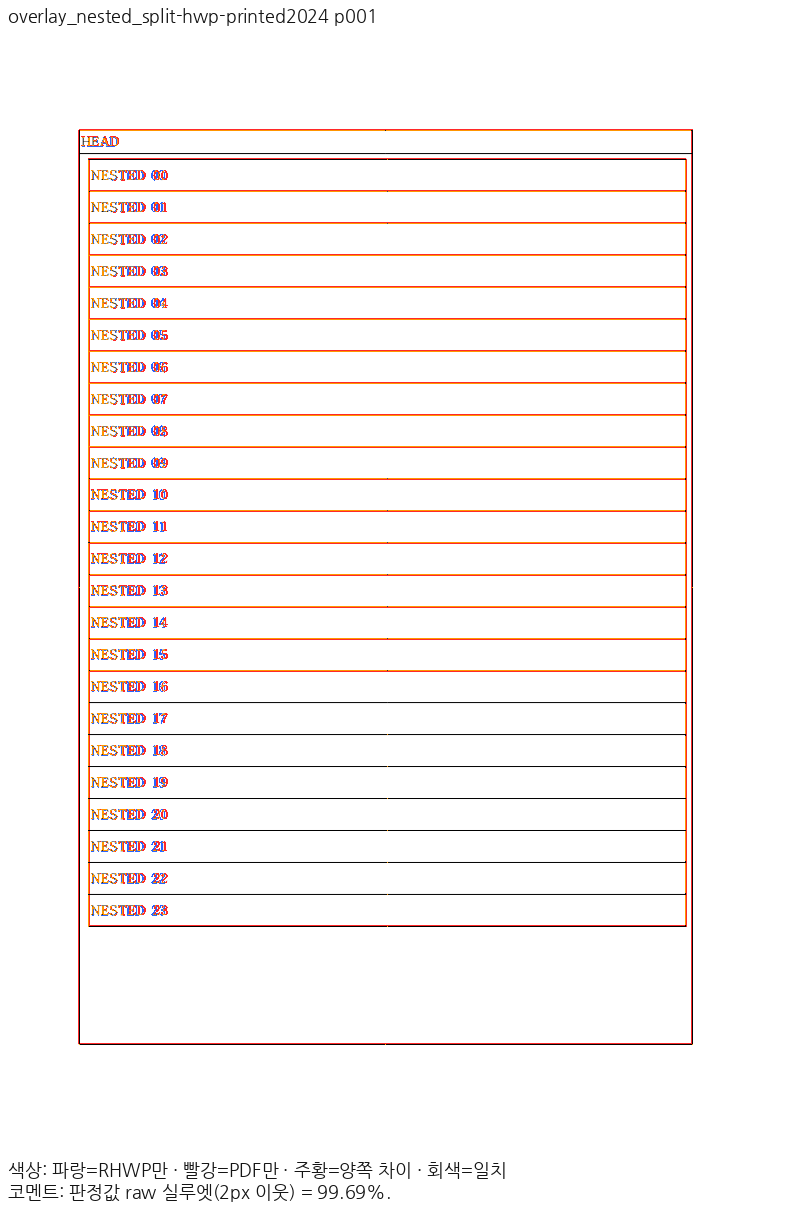 overlay_nested_split-hwp-printed2024 p001
HEAD
NESTED 00
NESTED 01
NESTED 02
NESTED 03
NESTED 04
NESTED 05
NESTED 06
NESTED 07
NESTED 08
NESTED 09
NESTED 10
NESTED 11
NESTED 12
NESTED 13
NESTED 14
NESTED 15
NESTED 16
NESTED 17
NESTED 18
NESTED 19
NESTED 20
NESTED 21
NESTED 22
NESTED 23
색상: 파랑=RHWP만 · 빨강=PDF만 · 주황=양쪽 차이 · 회색=일치
코멘트: 판정값 raw 실루엣(2px 이웃) = 99.69%.